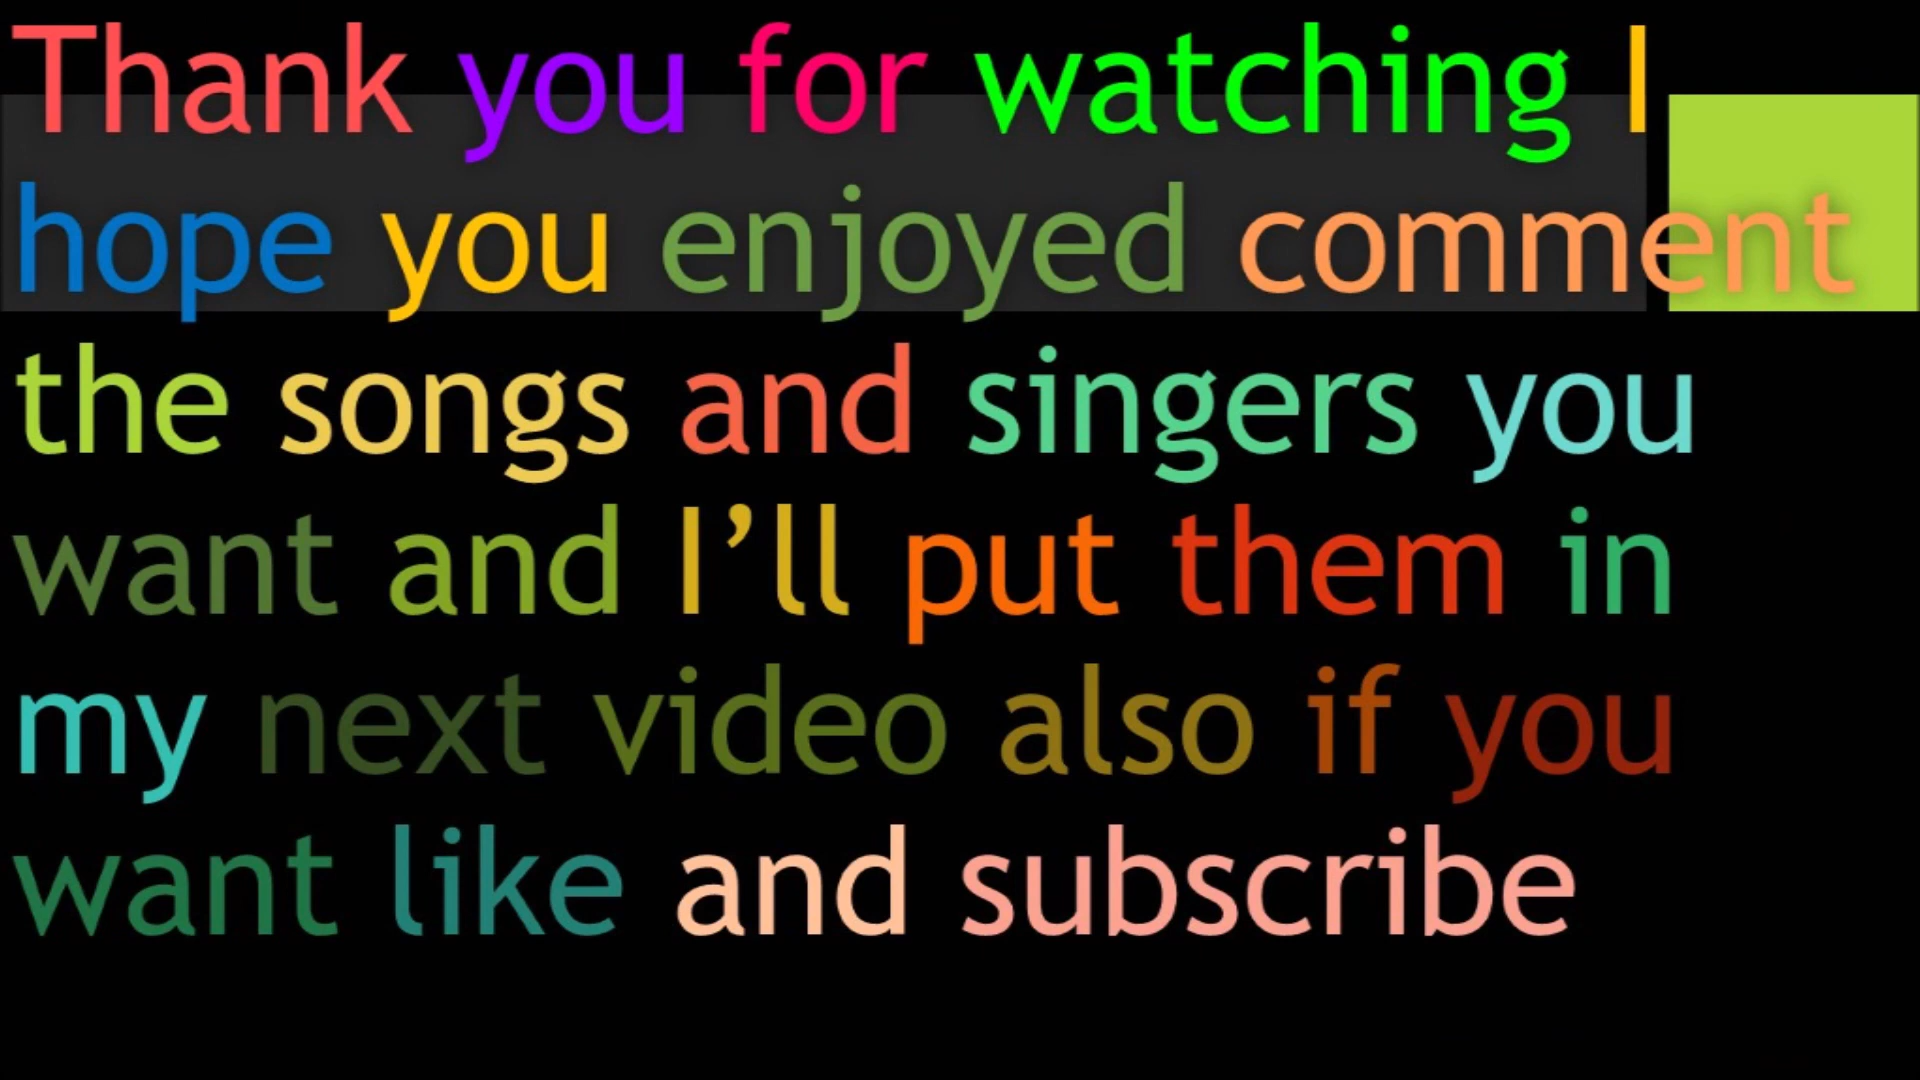 Thank you for watching I
hope you enjoyed comment
the songs and singers you
want and I’ll put them in
my next video also if you
want like and subscribe